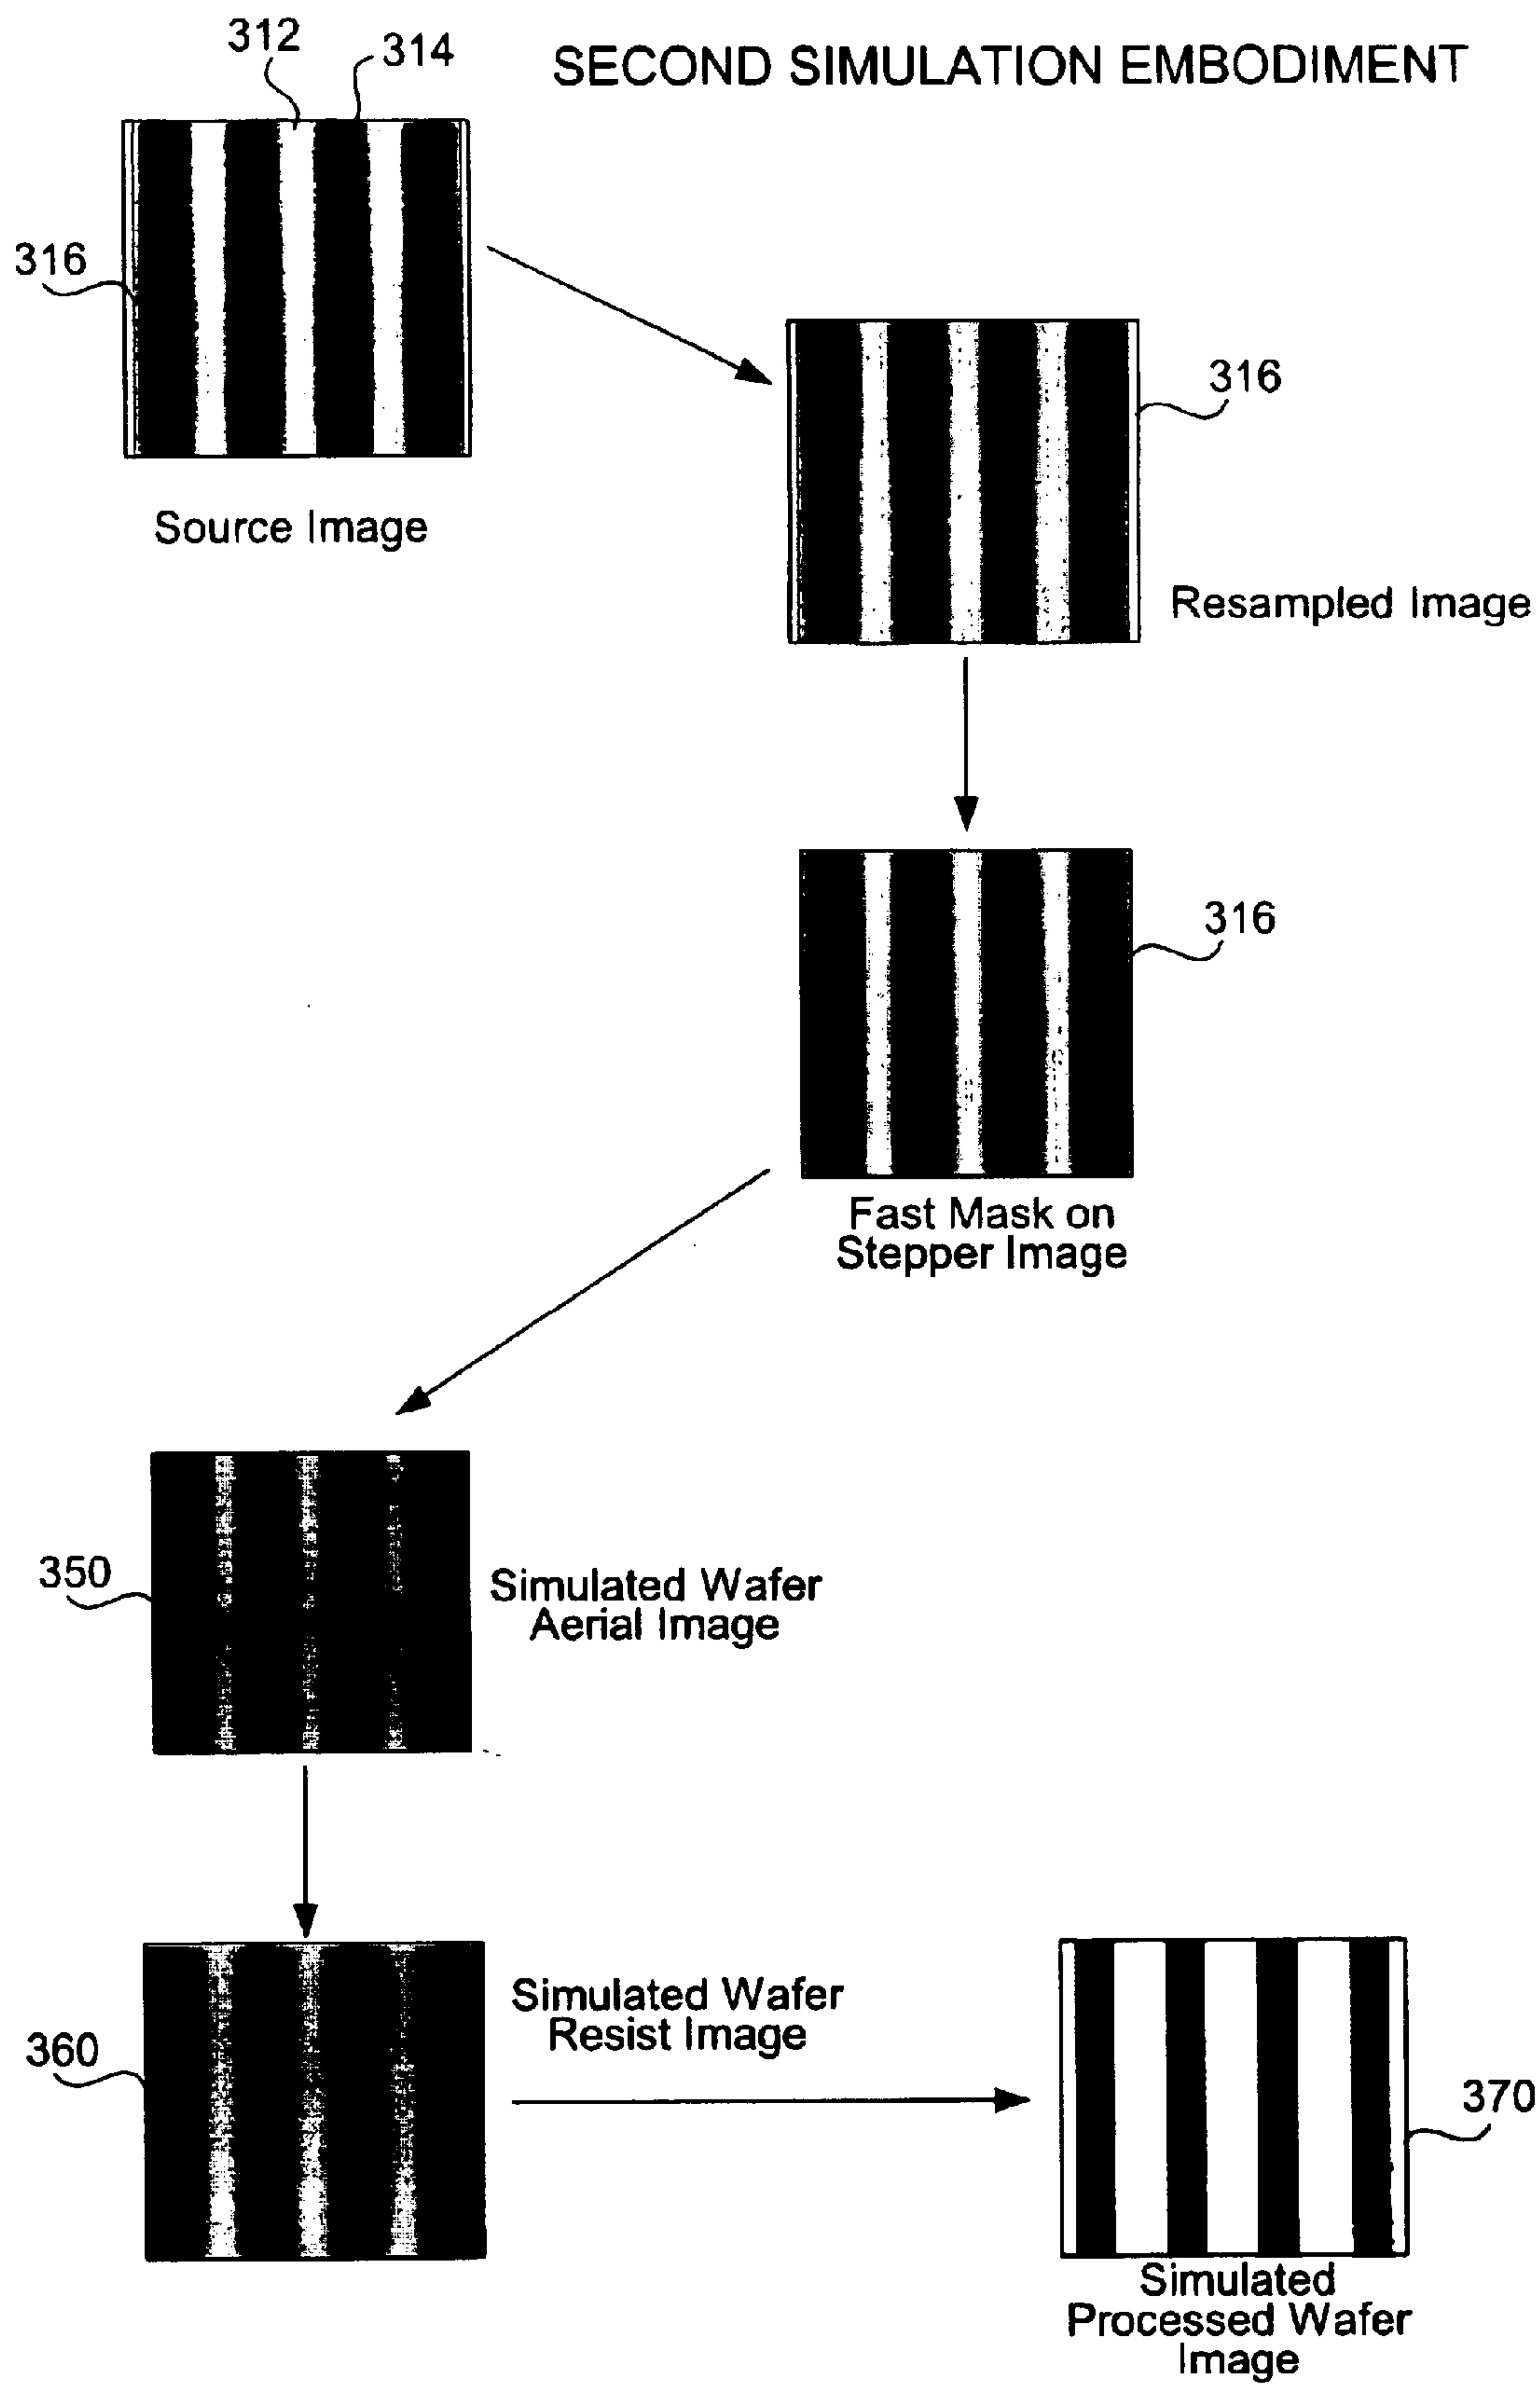 312
314
SECOND SIMULATION EMBODIMENT
316
Source Image
316
Resampled Image
316
Fast Mask on
Stepper Image
350
Simulated Wafer
Aerial Image
360
Simulated Wafer
Resist Image
370
Simulated
Processed Wafer
Image